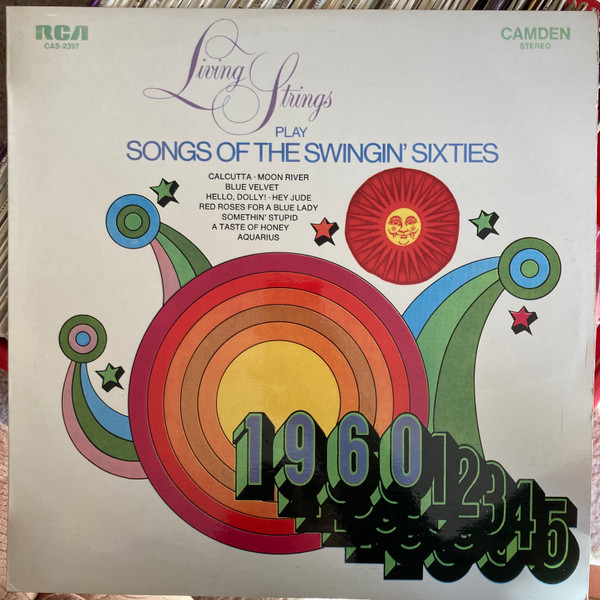 RCA
CAS-2397
CAMDEN
STEREO
Living Strings
PLAY
SONGS OF THE SWINGIN' SIXTIES
CALCUTTA · MOON RIVER
BLUE VELVET
HELLO, DOLLY! · HEY JUDE
RED ROSES FOR A BLUE LADY
SOMETHIN' STUPID
A TASTE OF HONEY
AQUARIUS
1960 12345